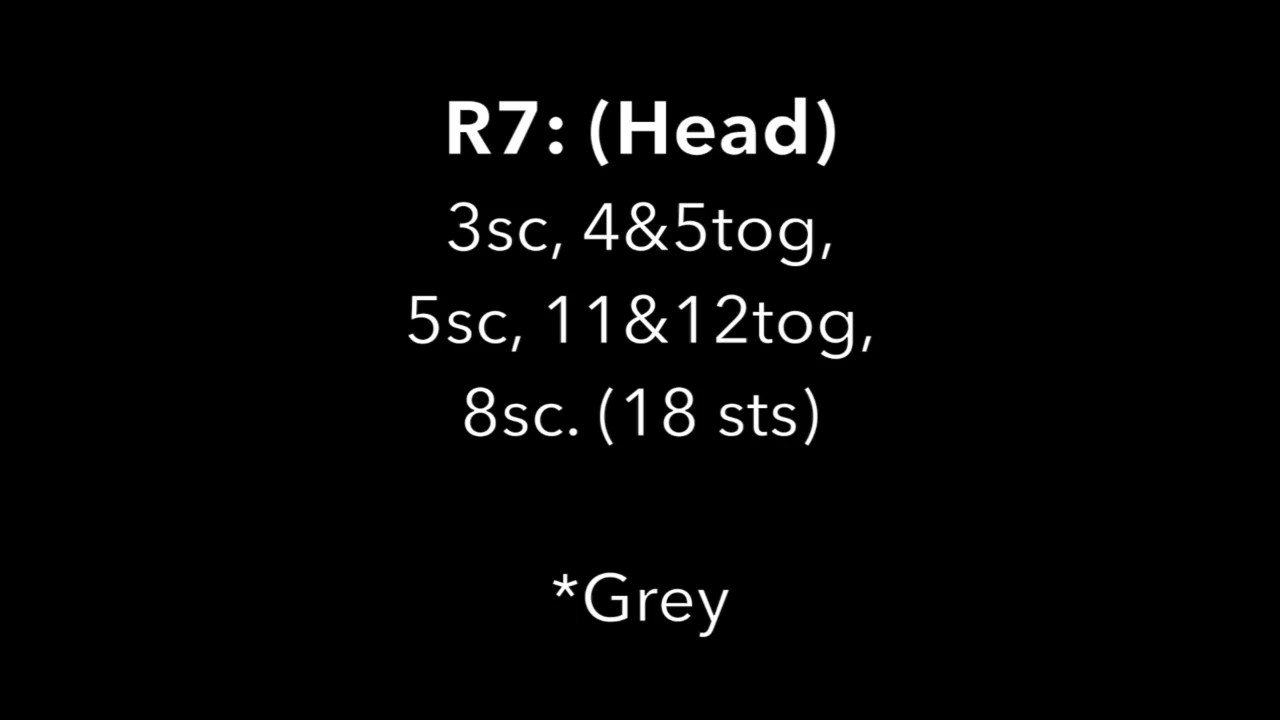 R7: (Head)
3sc, 4&5tog,
5sc, 11&12tog,
8sc. (18 sts)
*Grey